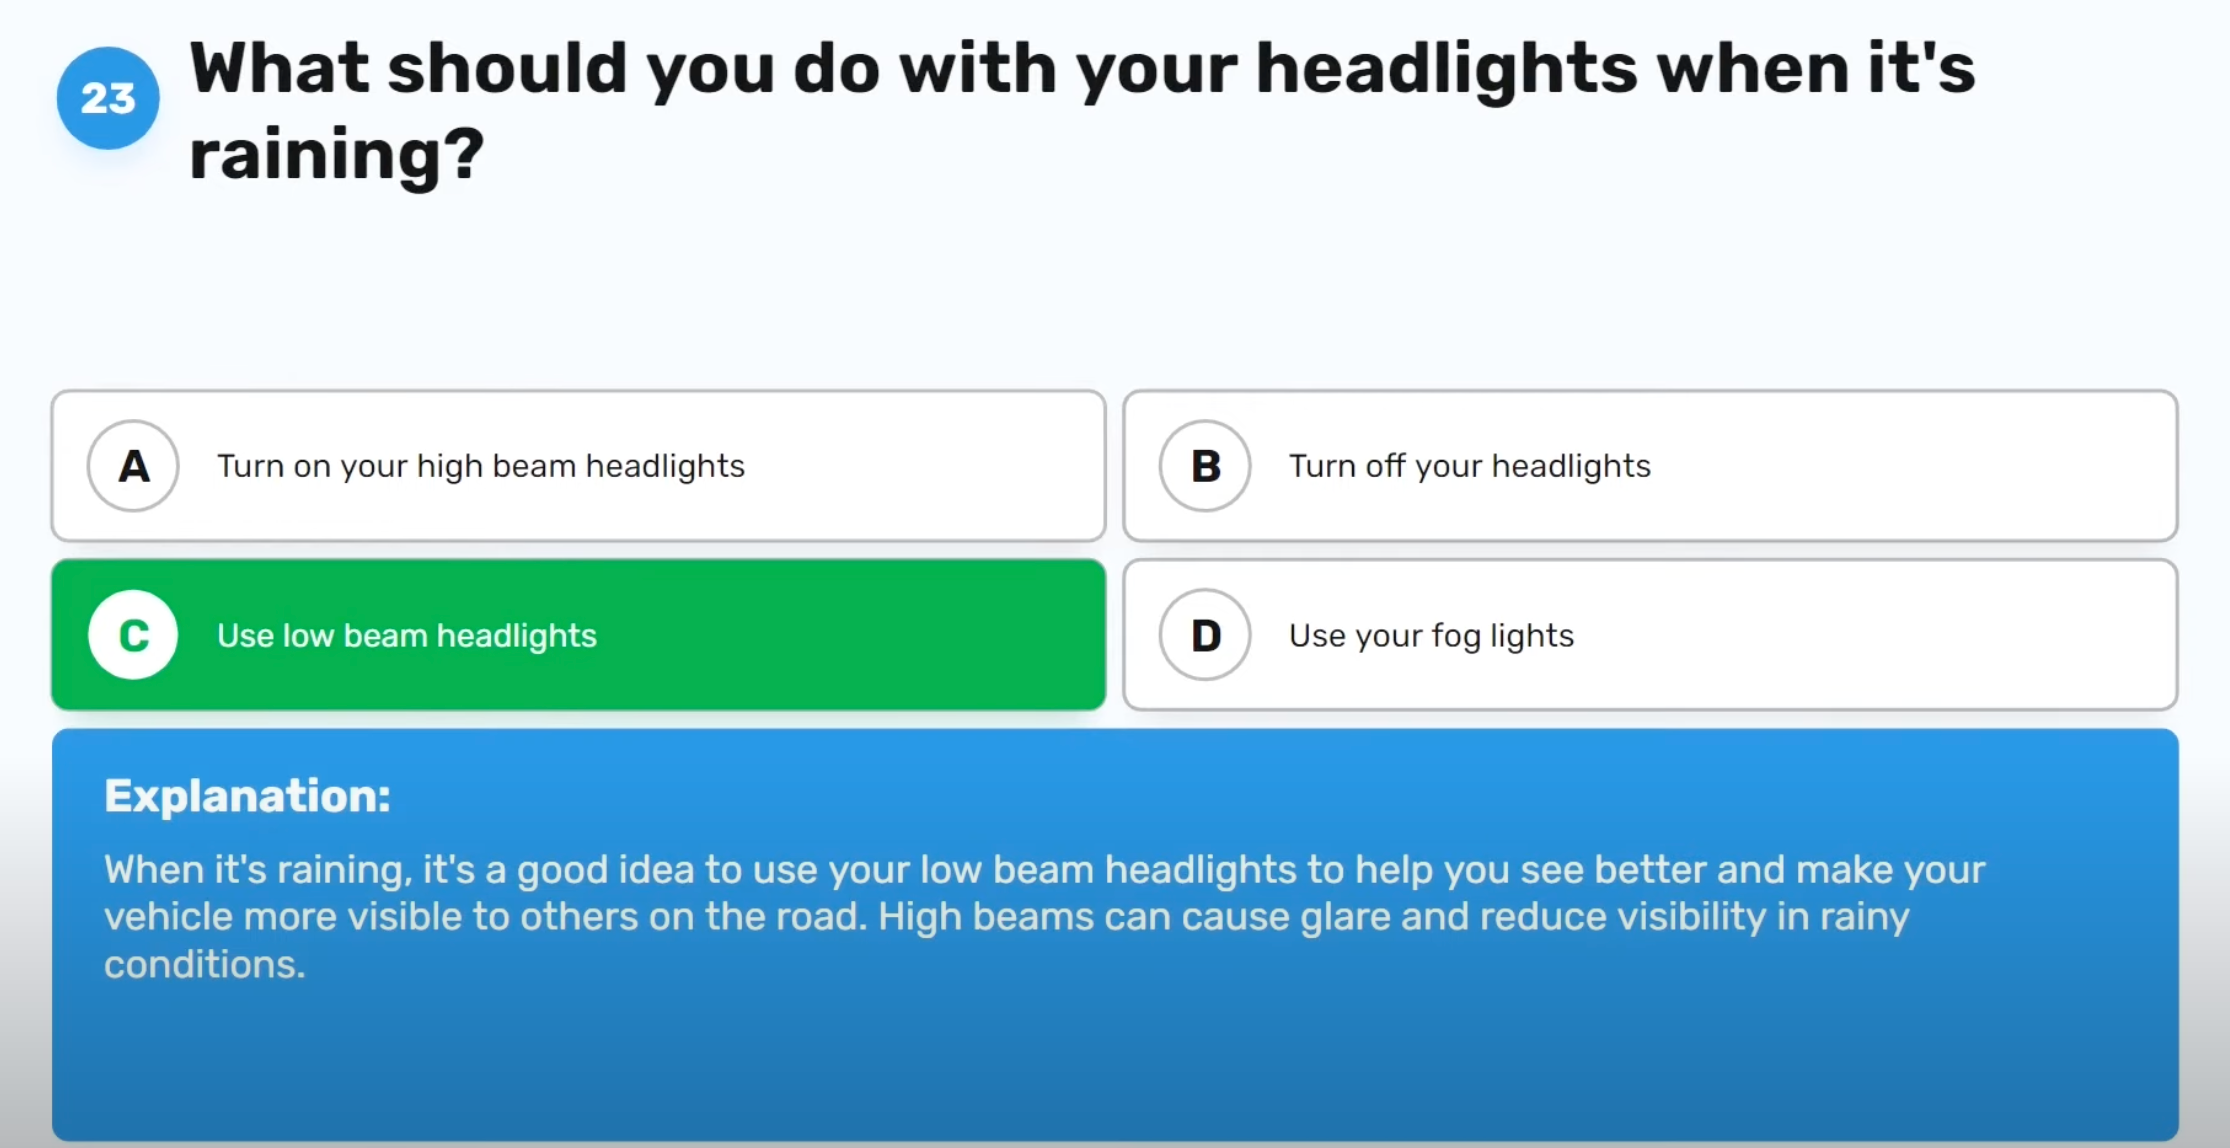 23
What should you do with your headlights when it's
raining?
A
Turn on your high beam headlights
B
Turn off your headlights
C
Use low beam headlights
D
Use your fog lights
Explanation:
When it's raining, it's a good idea to use your low beam headlights to help you see better and make your
vehicle more visible to others on the road. High beams can cause glare and reduce visibility in rainy
conditions.